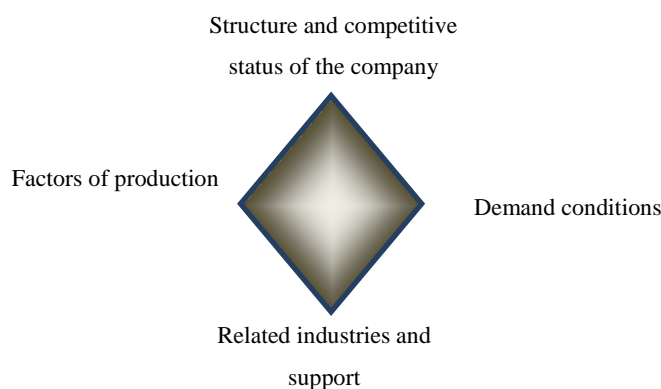 Structure and competitive
status of the company
Factors of production
Demand conditions
Related industries and
support